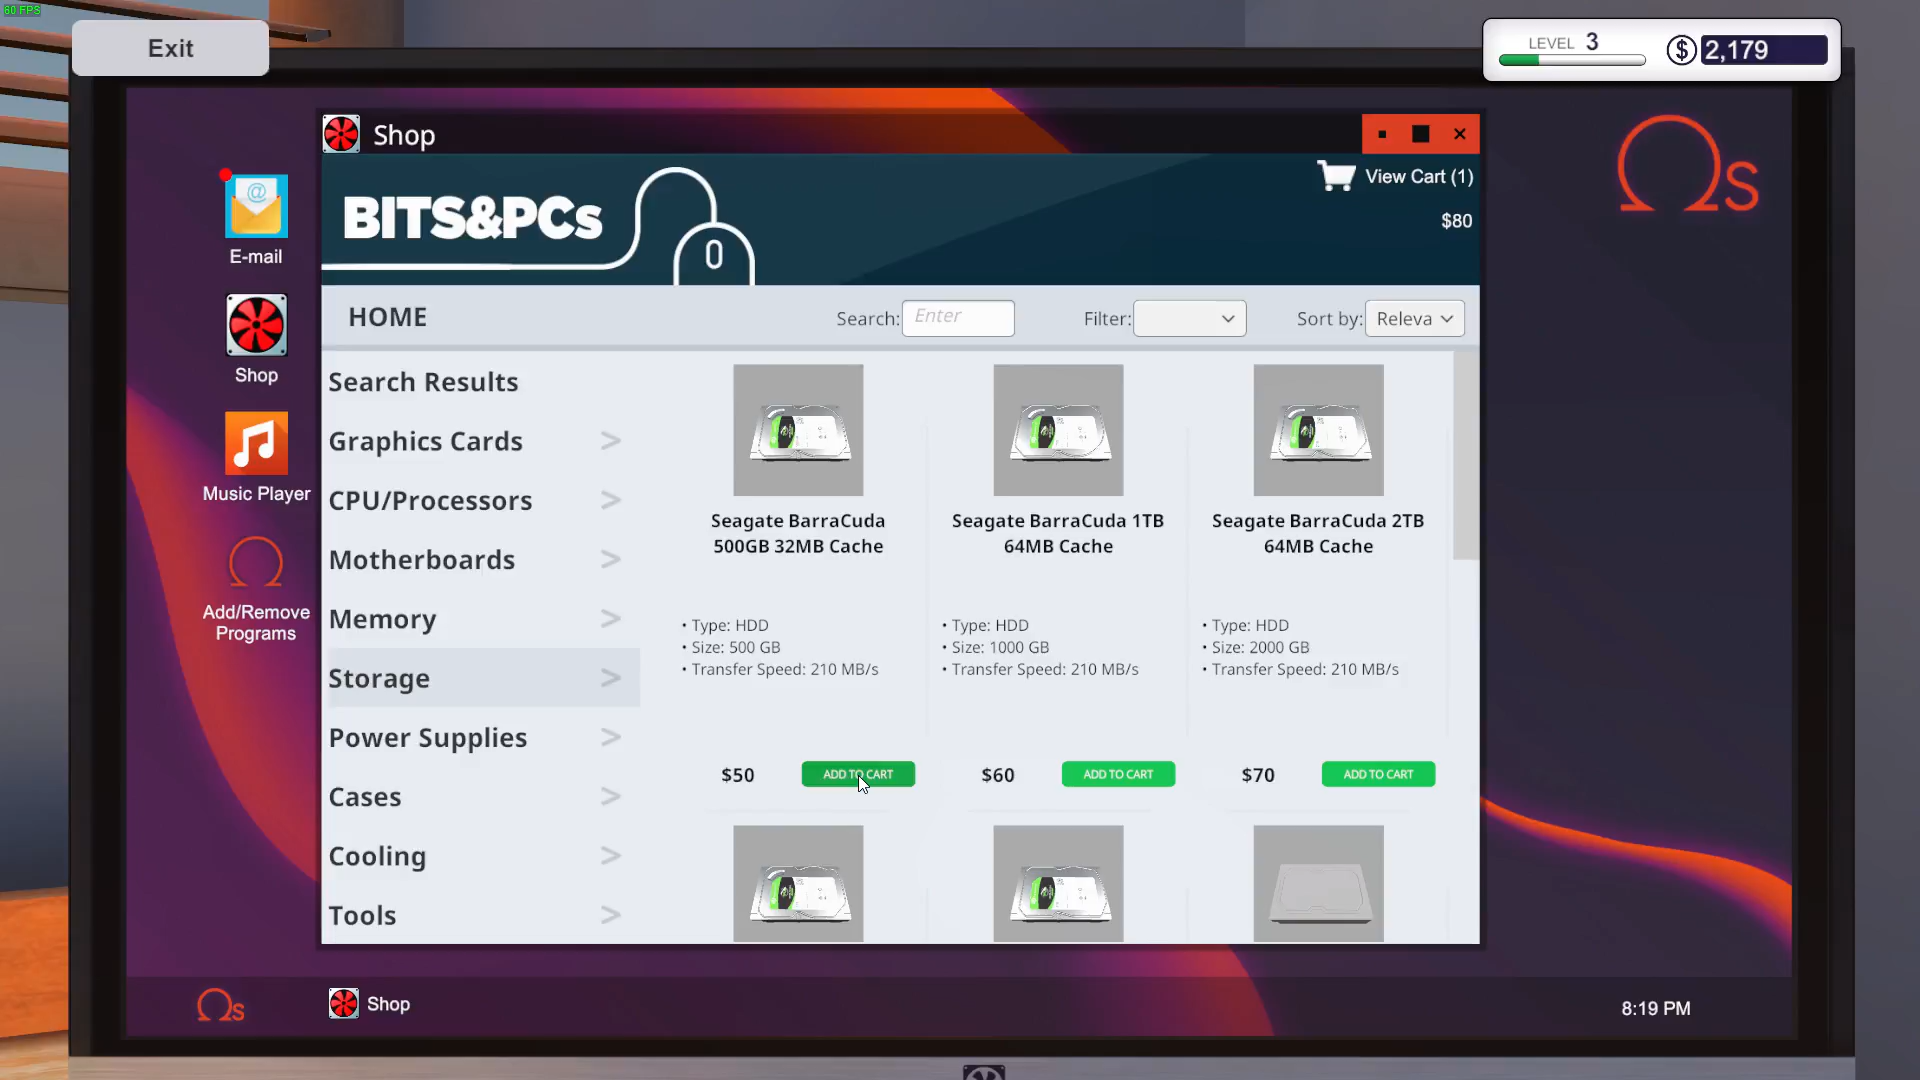 60 FPS
Exit
LEVEL 3
$ 2,179
Shop
BITS&PCs
View Cart (1)
$80
HOME
Search: Enter
Filter:
Sort by: Releva
E-mail
Shop
Music Player
Add/Remove
Programs
Search Results
Graphics Cards >
CPU/Processors >
Motherboards >
Memory >
Storage >
Power Supplies >
Cases >
Cooling >
Tools >
Seagate BarraCuda
500GB 32MB Cache
• Type: HDD
• Size: 500 GB
• Transfer Speed: 210 MB/s
$50 ADD TO CART
Seagate BarraCuda 1TB
64MB Cache
• Type: HDD
• Size: 1000 GB
• Transfer Speed: 210 MB/s
$60 ADD TO CART
Seagate BarraCuda 2TB
64MB Cache
• Type: HDD
• Size: 2000 GB
• Transfer Speed: 210 MB/s
$70 ADD TO CART
Ωs
Ωs
Shop
8:19 PM